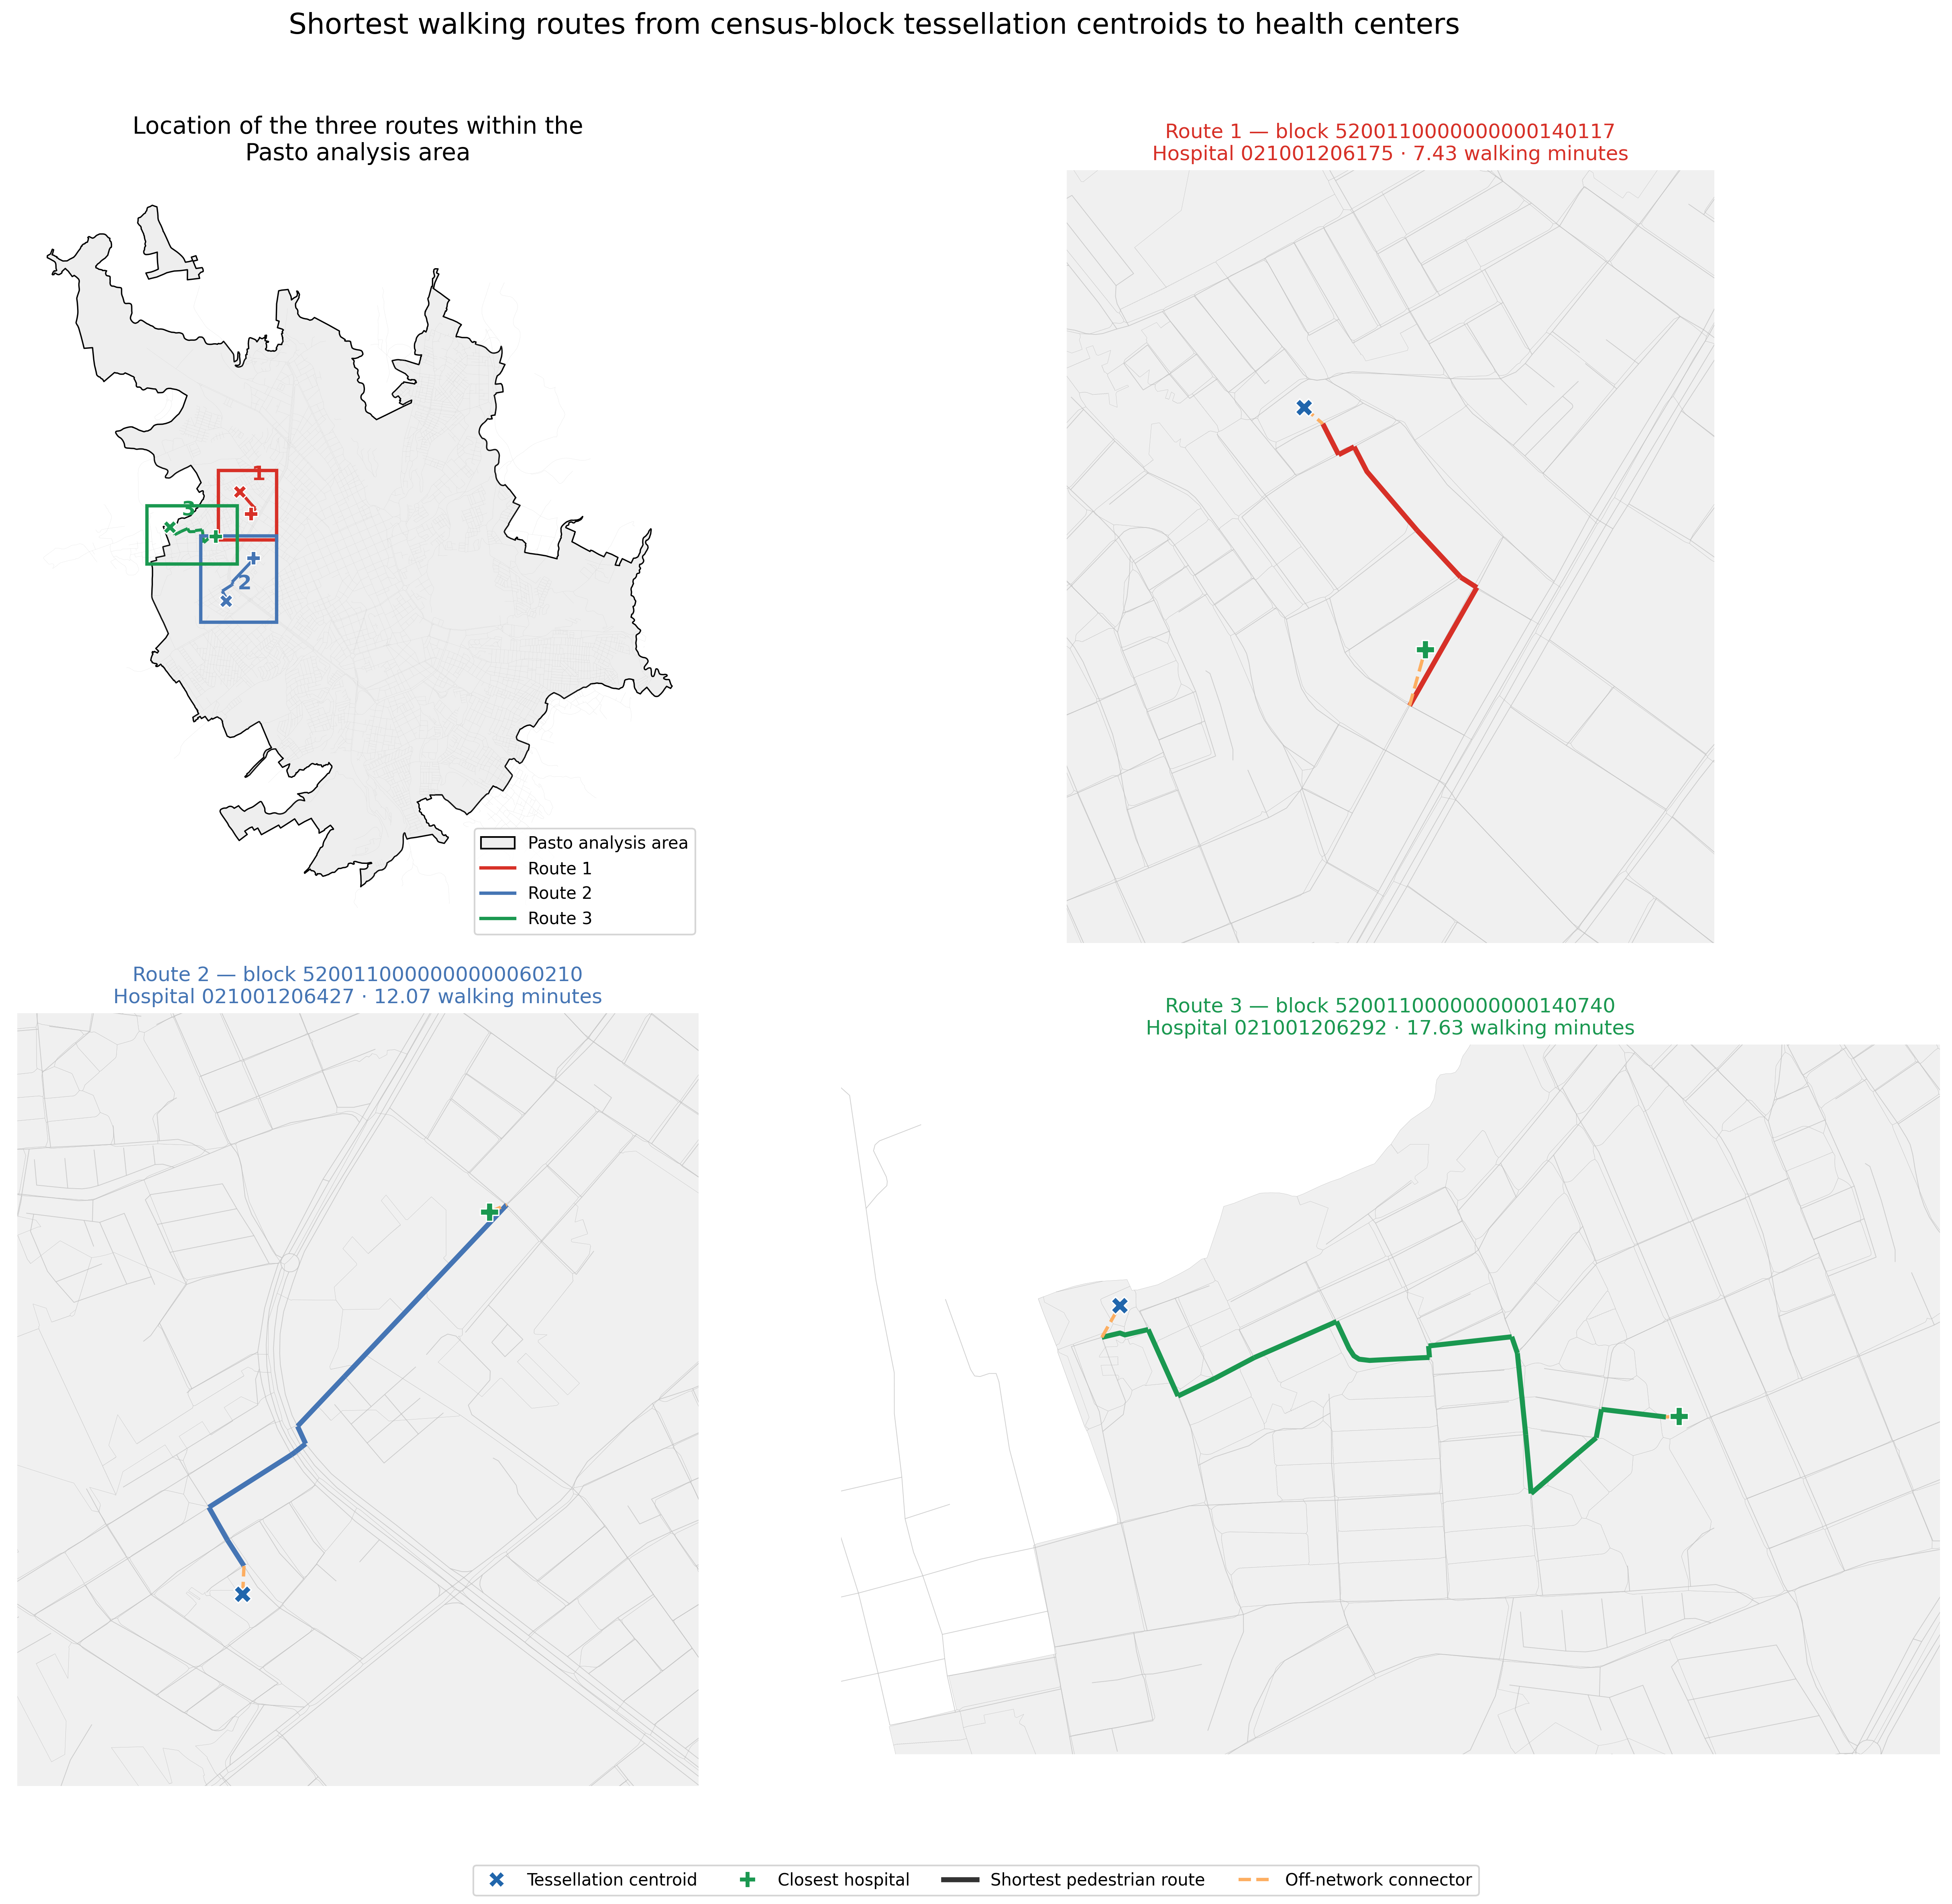 Shortest walking routes from census-block tessellation centroids to health centers
Location of the three routes within the
Pasto analysis area
1
3
2
Pasto analysis area
Route 1
Route 2
Route 3
Route 1 — block 5200110000000000140117
Hospital 021001206175 · 7.43 walking minutes
Route 2 — block 5200110000000000060210
Hospital 021001206427 · 12.07 walking minutes
Route 3 — block 5200110000000000140740
Hospital 021001206292 · 17.63 walking minutes
Tessellation centroid
Closest hospital
Shortest pedestrian route
Off-network connector